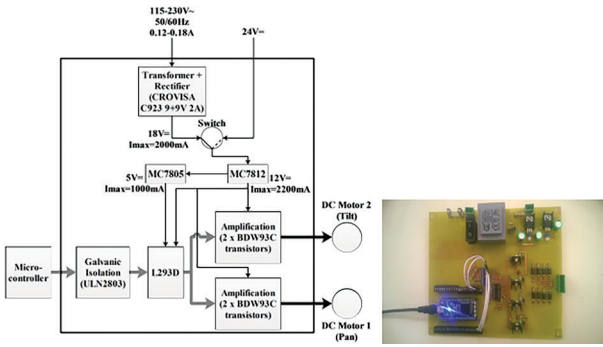 115-230V~
50/60Hz
0.12-0.18A
24V=
Transformer +
Rectifier
(CROVISA
C923 9+9V 2A)
Switch
18V=
Imax=2000mA
5V=
Imax=1000mA
MC7805
MC7812
12V=
Imax=2200mA
DC Motor 2
(Tilt)
Amplification
(2 x BDW93C
transistors)
Micro-
controller
Galvanic
Isolation
(ULN2803)
L293D
Amplification
(2 x BDW93C
transistors)
DC Motor 1
(Pan)